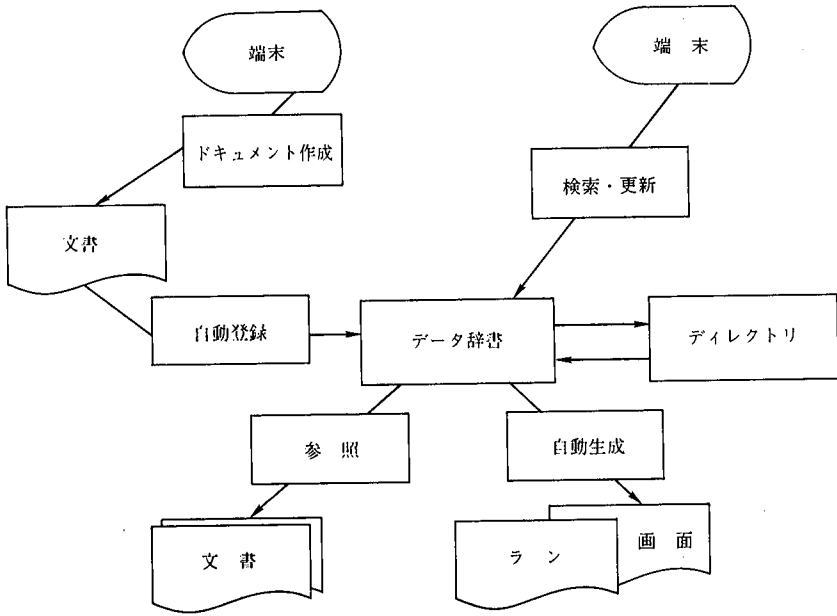 端末
端 末
ドキュメント作成
検索・更新
文書
自動登録
データ辞書
ディレクトリ
参 照
自動生成
文 書
ラン
画 面